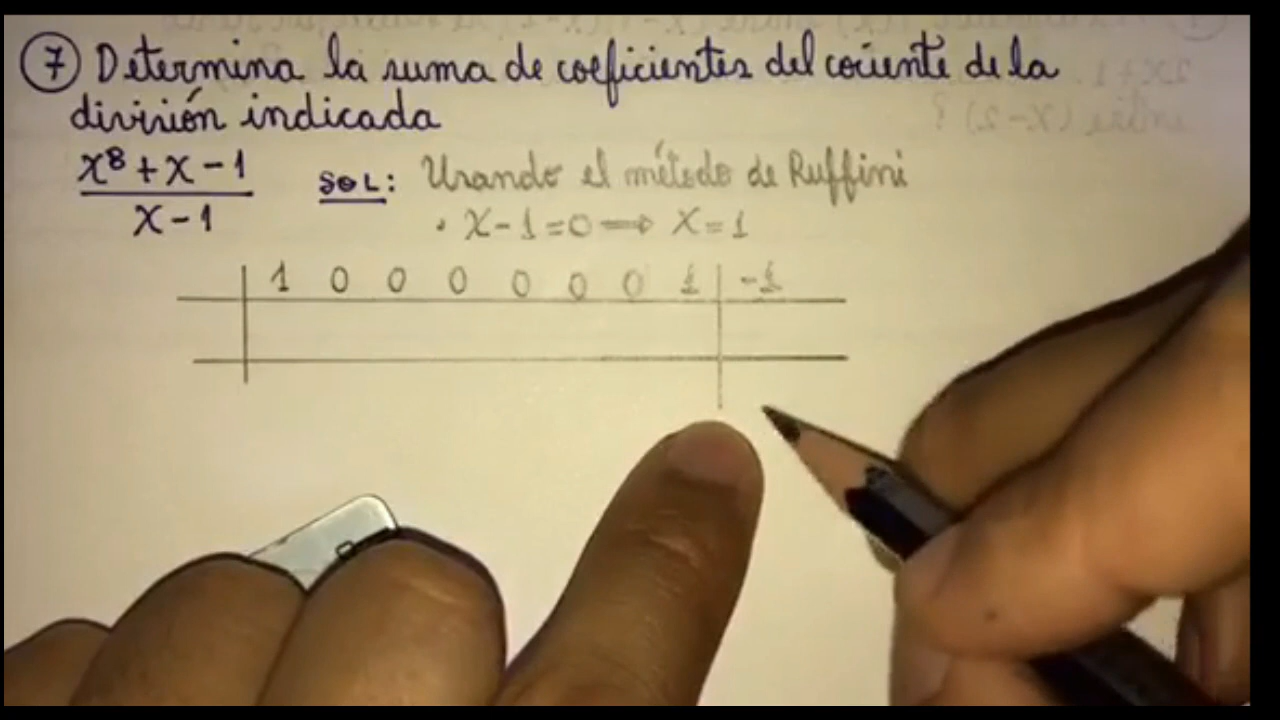 7 Determina la suma de coeficientes del cociente de la
división indicada
x⁸ + x - 1
x - 1
SOL: Usando el método de Ruffini
• x - 1 = 0 ⟹ x = 1
1 0 0 0 0 0 0 1 -1